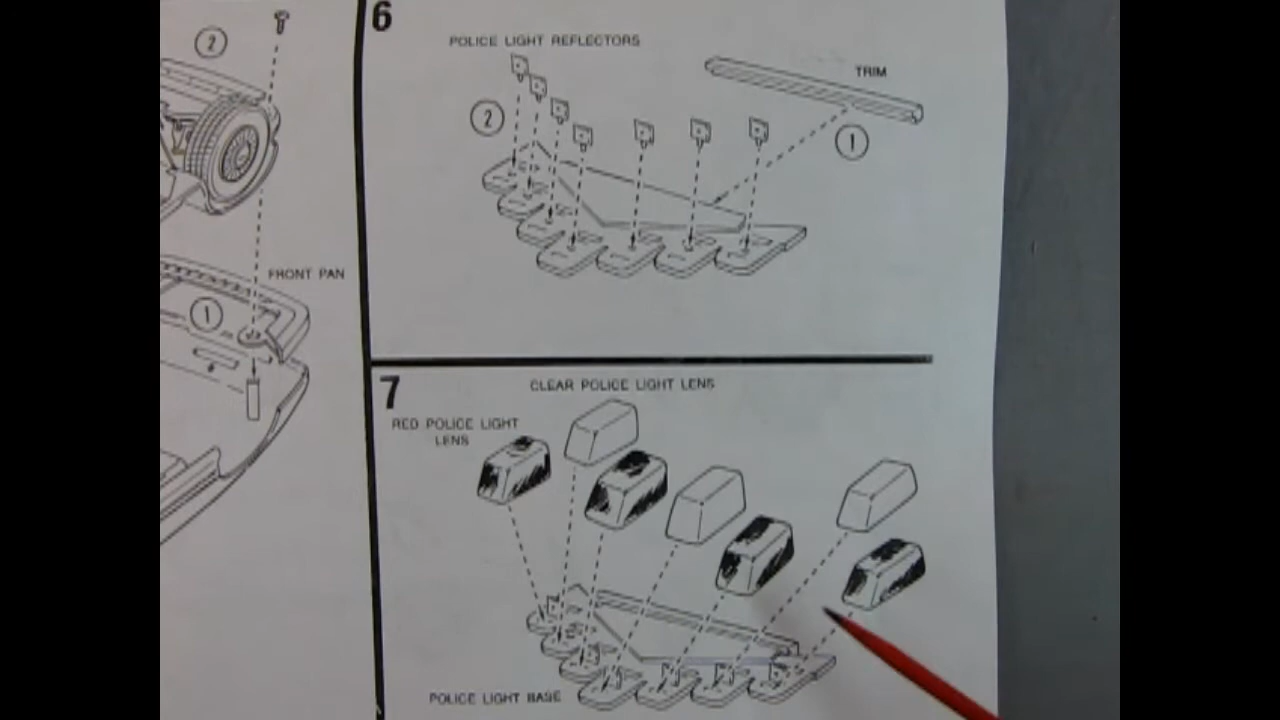 2
FRONT PAN
1
6
POLICE LIGHT REFLECTORS
TRIM
2
1
7
CLEAR POLICE LIGHT LENS
RED POLICE LIGHT
LENS
POLICE LIGHT BASE